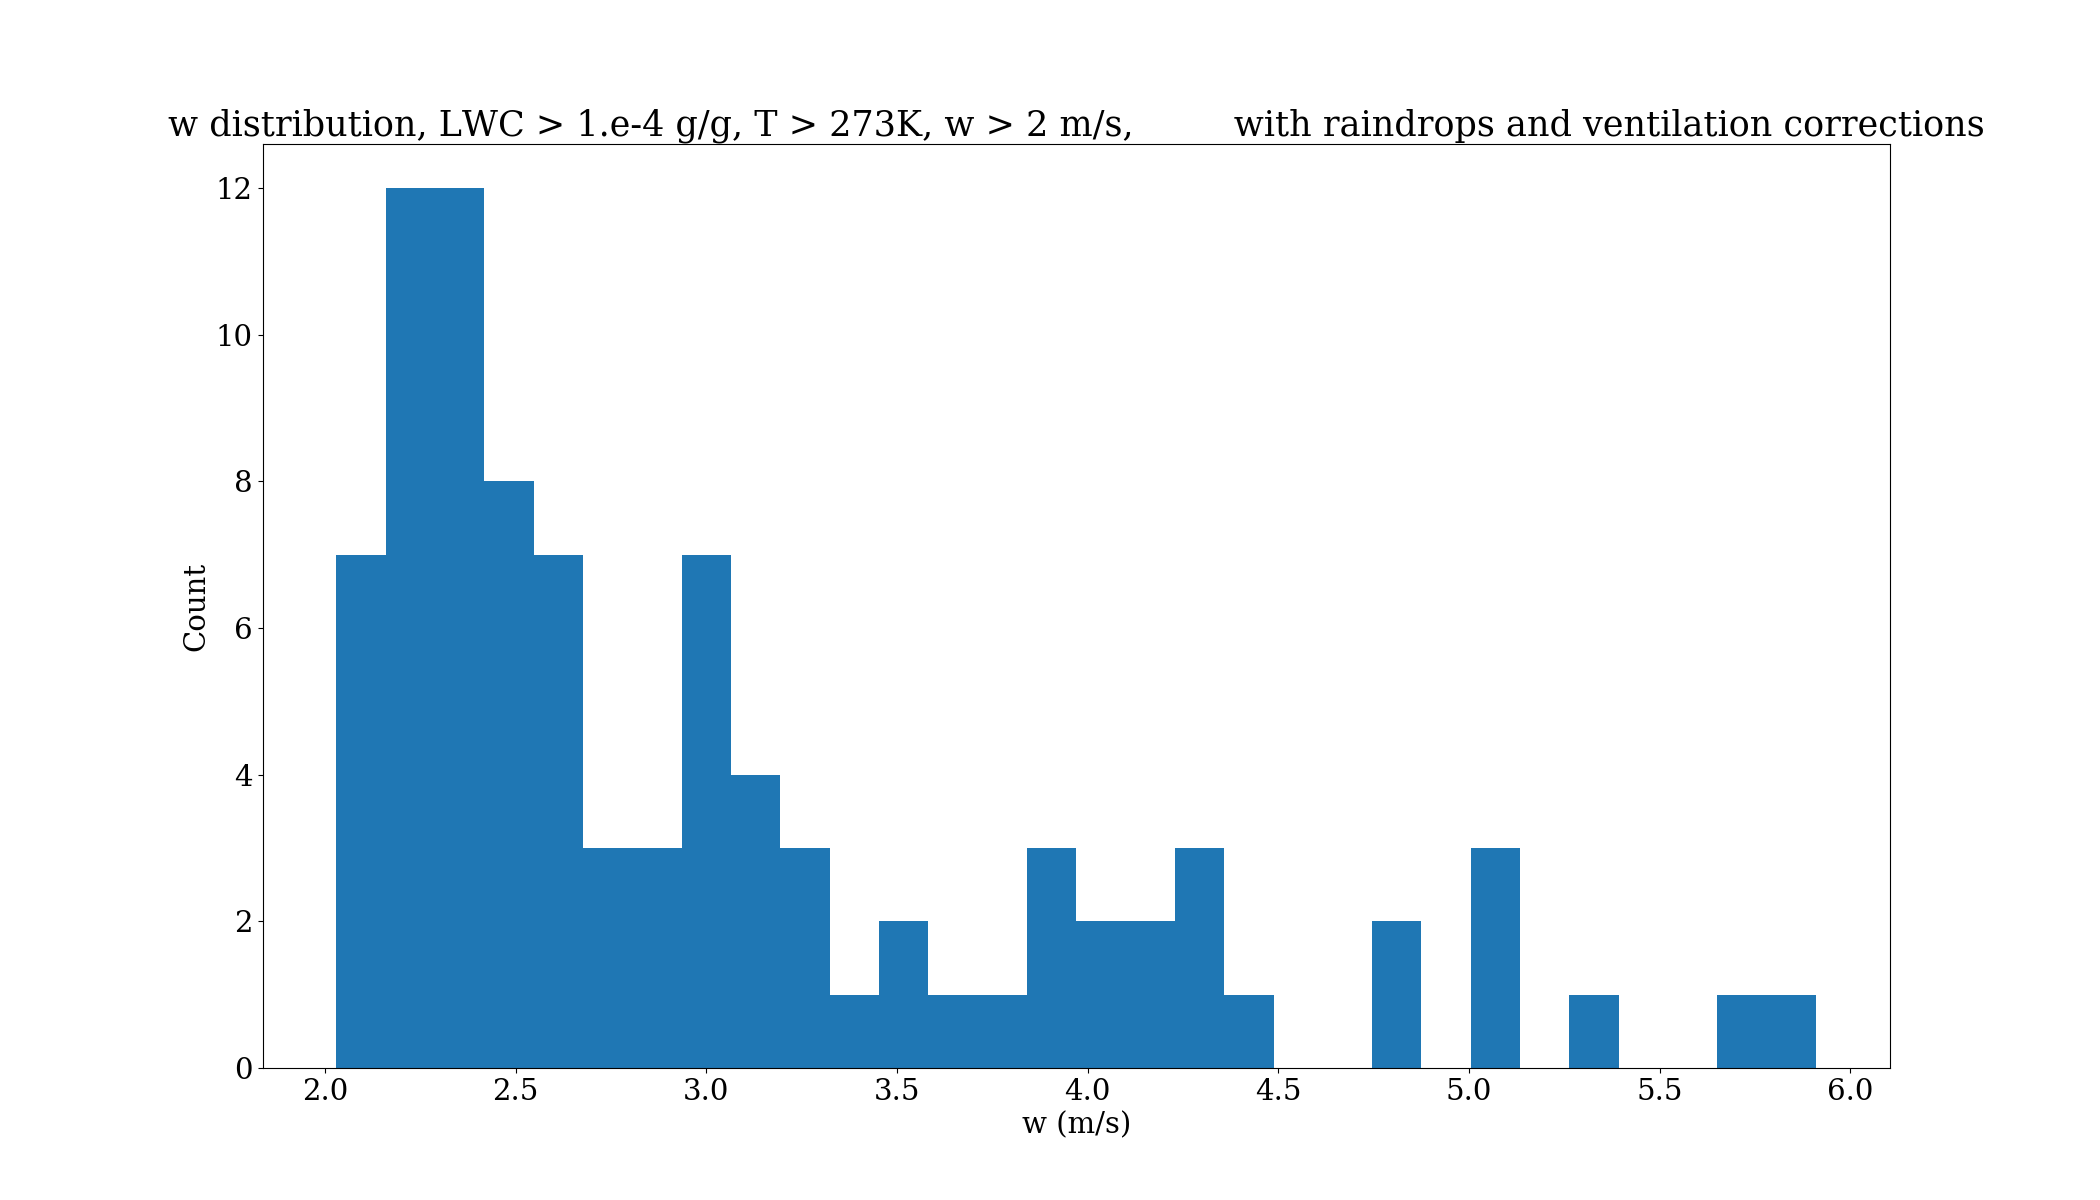 w distribution, LWC > 1.e-4 g/g, T > 273K, w > 2 m/s, with raindrops and ventilation corrections
12
10
8
6
4
2
0
Count
2.0 2.5 3.0 3.5 4.0 4.5 5.0 5.5 6.0
w (m/s)